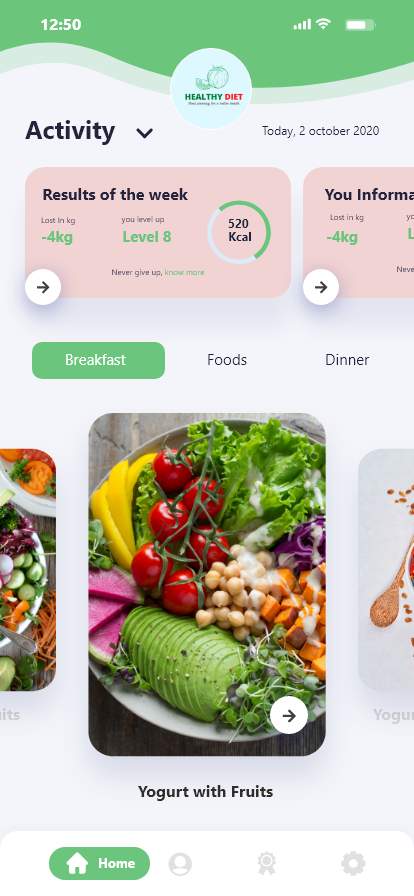 12:50
HEALTHY DIET
Activity
Today, 2 october 2020
Results of the week
Lost In kg
you level up
-4kg
Level 8
520
Kcal
Never give up, know more
You Informa
Lost in kg
yo
-4kg
L
Neve
Breakfast
Foods
Dinner
uits
Yogur
Yogurt with Fruits
Home